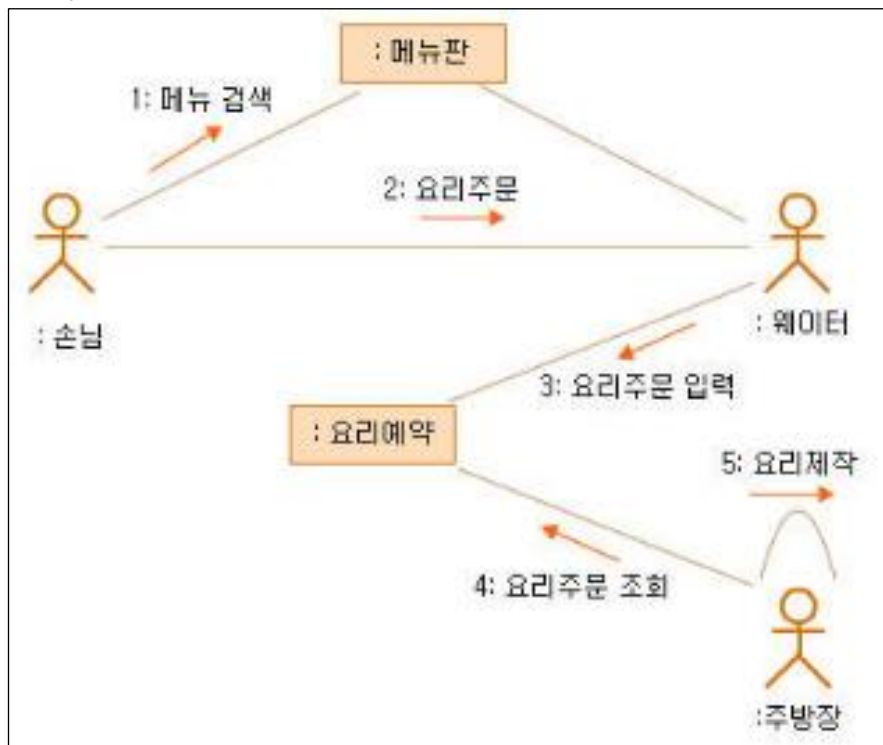 : 메뉴판
1: 메뉴 검색
2: 요리주문
: 손님
: 웨이터
3: 요리주문 입력
: 요리예약
5: 요리제작
4: 요리주문 조회
:주방장